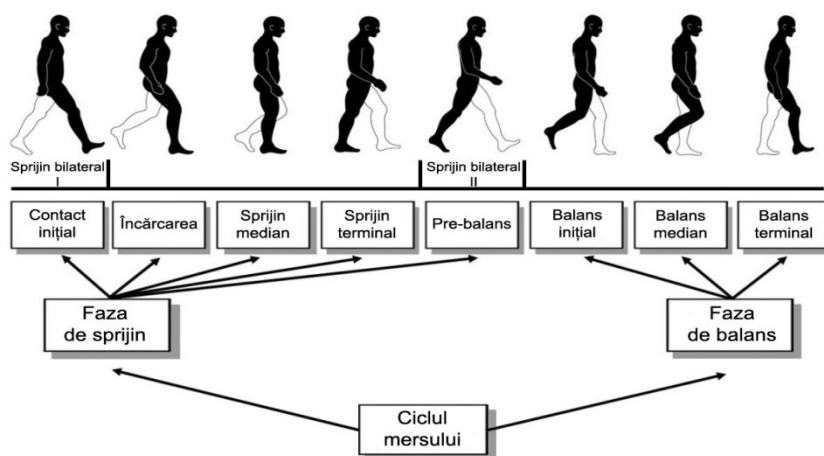 Sprijin bilateral
I
Sprijin bilateral
II
Contact
inițial
Încărcarea
Sprijin
median
Sprijin
terminal
Pre-balans
Balans
inițial
Balans
median
Balans
terminal
Faza
de sprijin
Faza
de balans
Ciclul
mersului